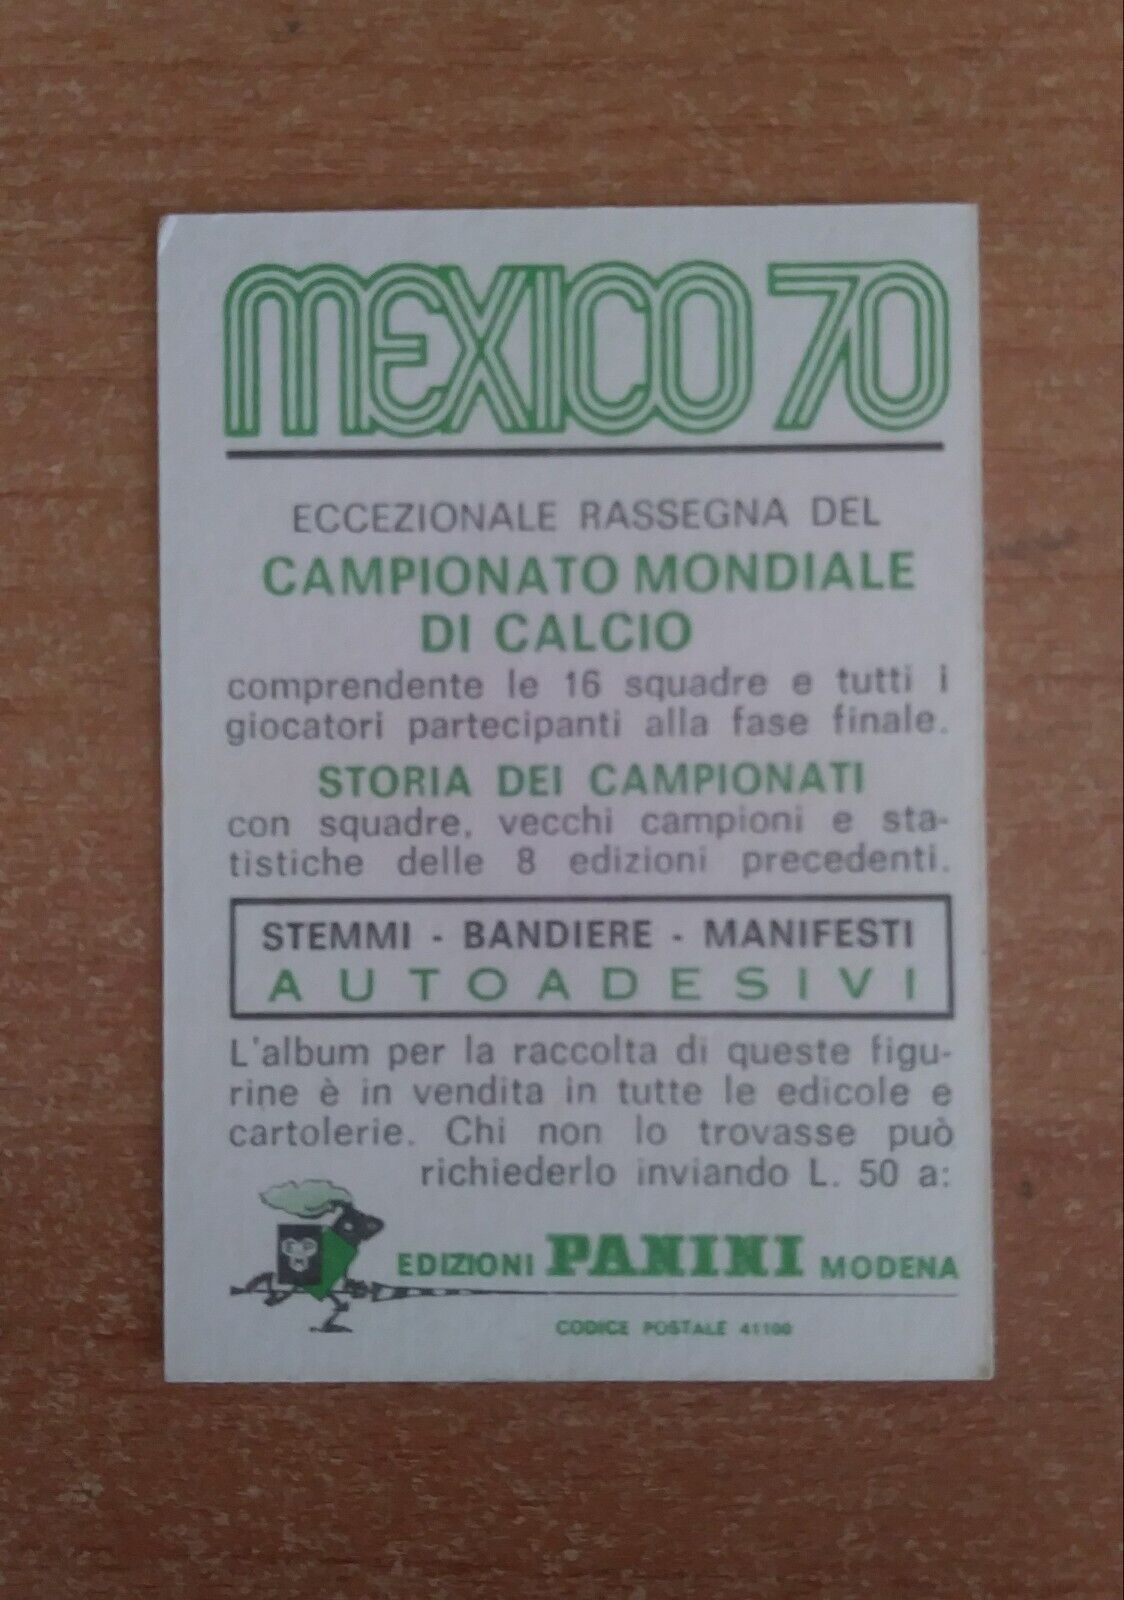 MEXICO 70
ECCEZIONALE RASSEGNA DEL
CAMPIONATO MONDIALE
DI CALCIO
comprendente le 16 squadre e tutti i
giocatori partecipanti alla fase finale.
STORIA DEI CAMPIONATI
con squadre, vecchi campioni e sta-
tistiche delle 8 edizioni precedenti.
STEMMI - BANDIERE - MANIFESTI
AUTOADESIVI
L'album per la raccolta di queste figu-
rine è in vendita in tutte le edicole e
cartolerie. Chi non lo trovasse può
richiederlo inviando L. 50 a:
EDIZIONI PANINI MODENA
CODICE POSTALE 41100